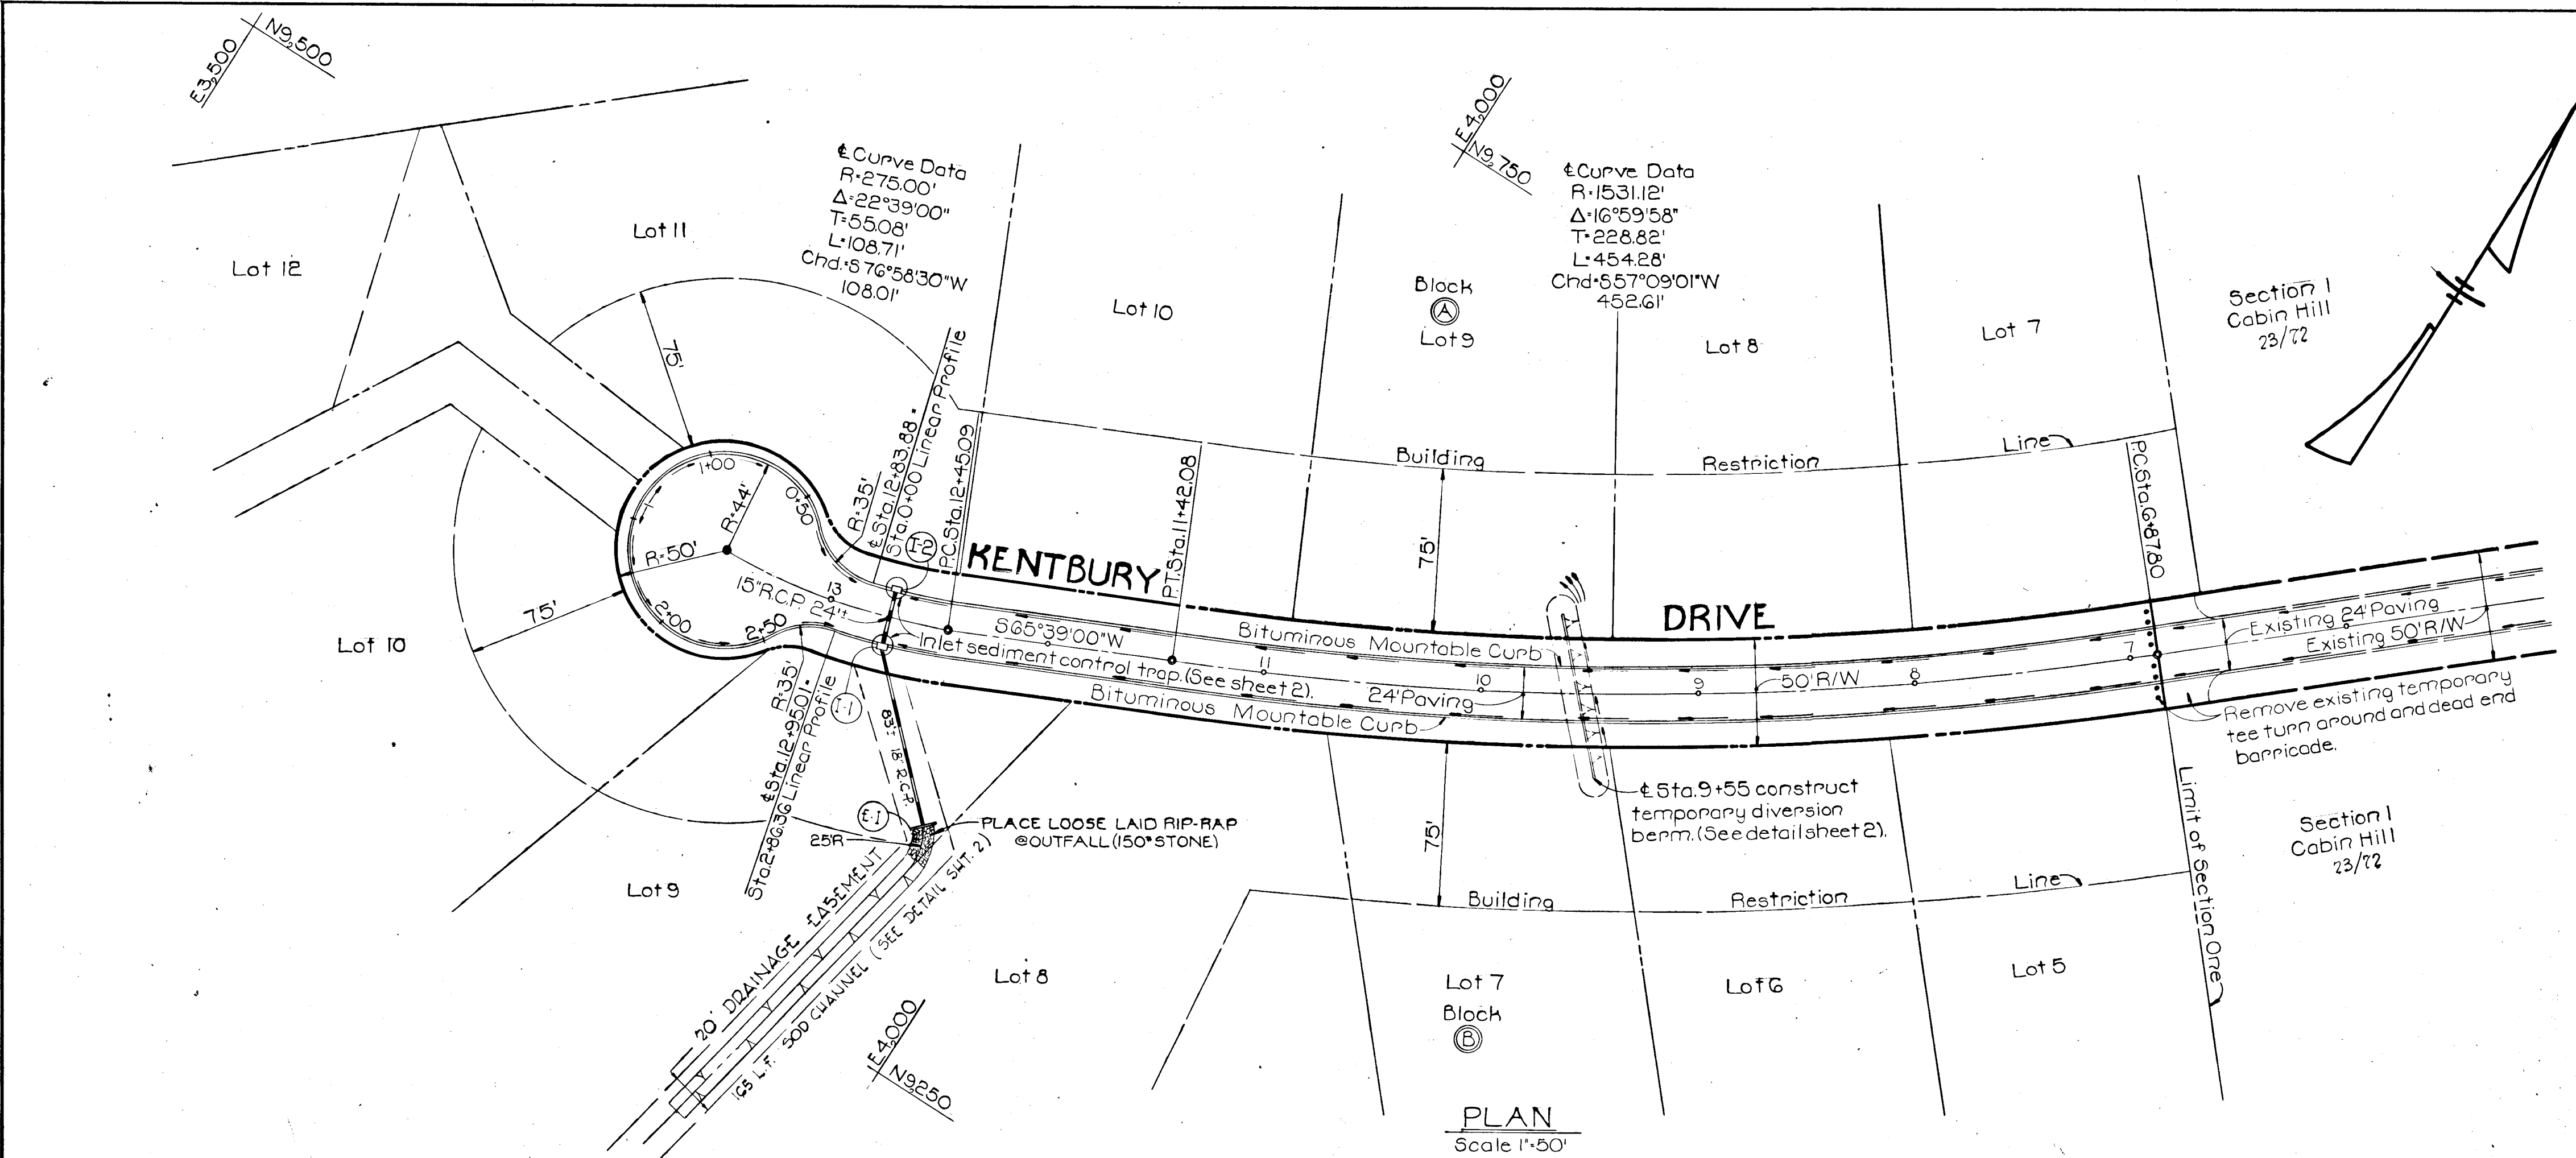 E3,500
N9,500
E 4,000
N9,750
℄ Curve Data
R=275.00'
Δ=22°39'00"
T=55.08'
L=108.71'
Chd.=S76°58'30"W
108.01'
℄ Curve Data
R=1531.12'
Δ=16°59'58"
T=228.82'
L=454.28'
Chd=S57°09'01"W
452.61'
Lot 12
Lot 11
Lot 10
Block
A
Lot 9
Lot 8
Lot 7
Section 1
Cabin Hill
23/72
75'
℄ Sta. 12+83.88 =
Sta. 0+00 Linear Profile
P.C. Sta. 12+45.09
P.T. Sta. 11+42.08
P.C. Sta. 6+87.80
Building Restriction Line
75'
1+00
0+50
R=44'
R=35'
R=50'
I-2
KENTBURY DRIVE
13
15" R.C.P. 24'±
2+00
2+50
75'
Lot 10
S65°39'00"W
Bituminous Mountable Curb
Inlet sediment control trap. (See sheet 2).
11
10
9
8
7
24' Paving
50' R/W
Bituminous Mountable Curb
Existing 24' Paving
Existing 50' R/W
Remove existing temporary
tee turn around and dead end
barricade.
R=35'
℄ Sta. 12+95.01 =
Sta. 2+86.36 Linear Profile
I-1
83'± 18" R.C.P.
E-1
25'R
PLACE LOOSE LAID RIP-RAP
@ OUTFALL (150# STONE)
℄ Sta. 9+55 construct
temporary diversion
berm. (See detail sheet 2).
75'
Limit of Section One
Section 1
Cabin Hill
23/72
Building Restriction Line
Lot 9
20' DRAINAGE EASEMENT
165 L.F. SOD CHANNEL (SEE DETAIL SHT. 2)
Lot 8
Lot 7
Block
B
Lot 6
Lot 5
E 4,000
N9,250
PLAN
Scale 1"=50'